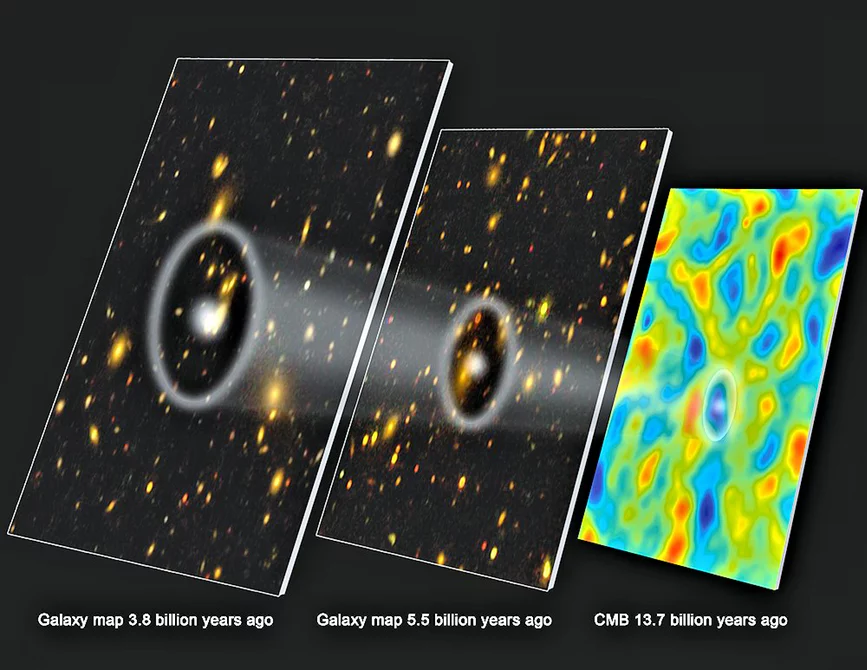 Galaxy map 3.8 billion years ago
Galaxy map 5.5 billion years ago
CMB 13.7 billion years ago